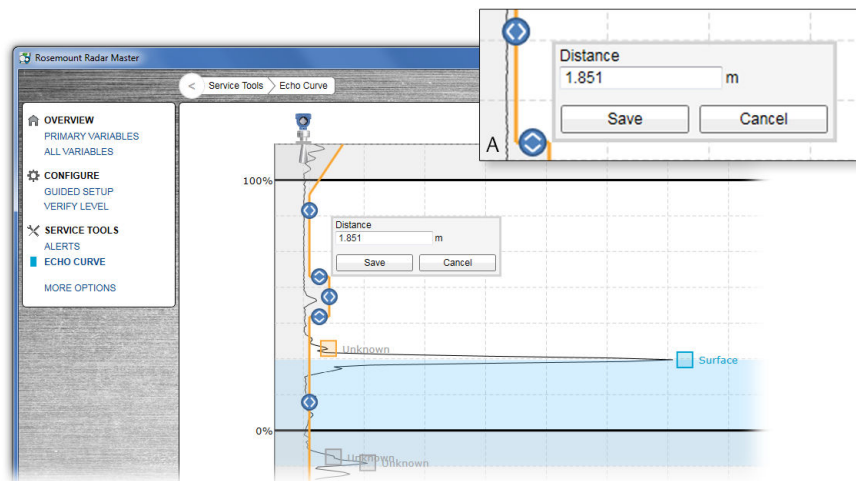 Rosemount Radar Master
< Service Tools > Echo Curve
OVERVIEW
PRIMARY VARIABLES
ALL VARIABLES
CONFIGURE
GUIDED SETUP
VERIFY LEVEL
SERVICE TOOLS
ALERTS
ECHO CURVE
MORE OPTIONS
Distance
1.851 m
Save Cancel
A
100%
Distance
1.851 m
Save Cancel
Unknown
Surface
0%
Unknown
Unknown